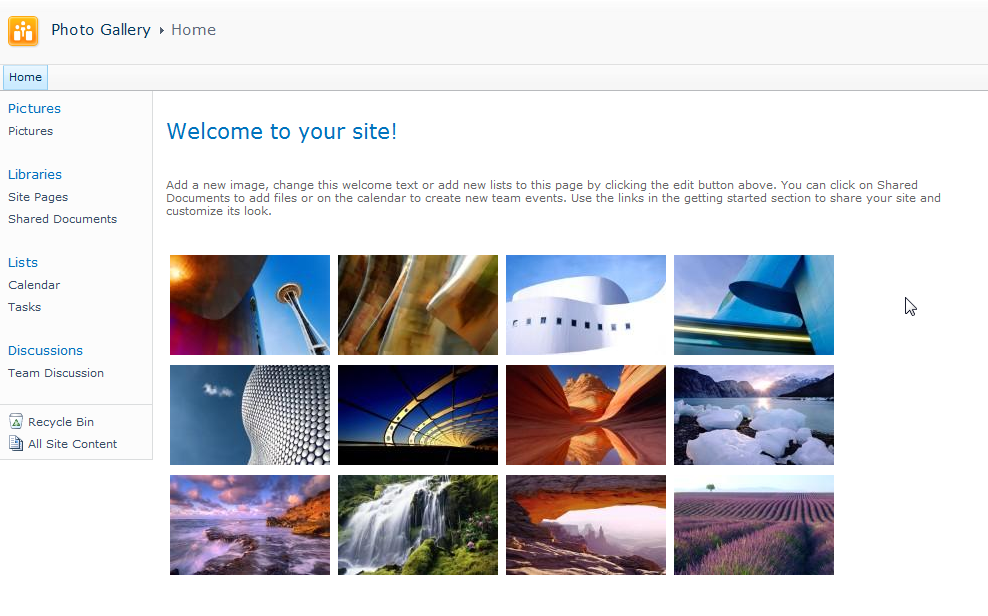 Photo Gallery ▸ Home
Home
Pictures
Pictures
Libraries
Site Pages
Shared Documents
Lists
Calendar
Tasks
Discussions
Team Discussion
Recycle Bin
All Site Content
Welcome to your site!
Add a new image, change this welcome text or add new lists to this page by clicking the edit button above. You can click on Shared
Documents to add files or on the calendar to create new team events. Use the links in the getting started section to share your site and
customize its look.